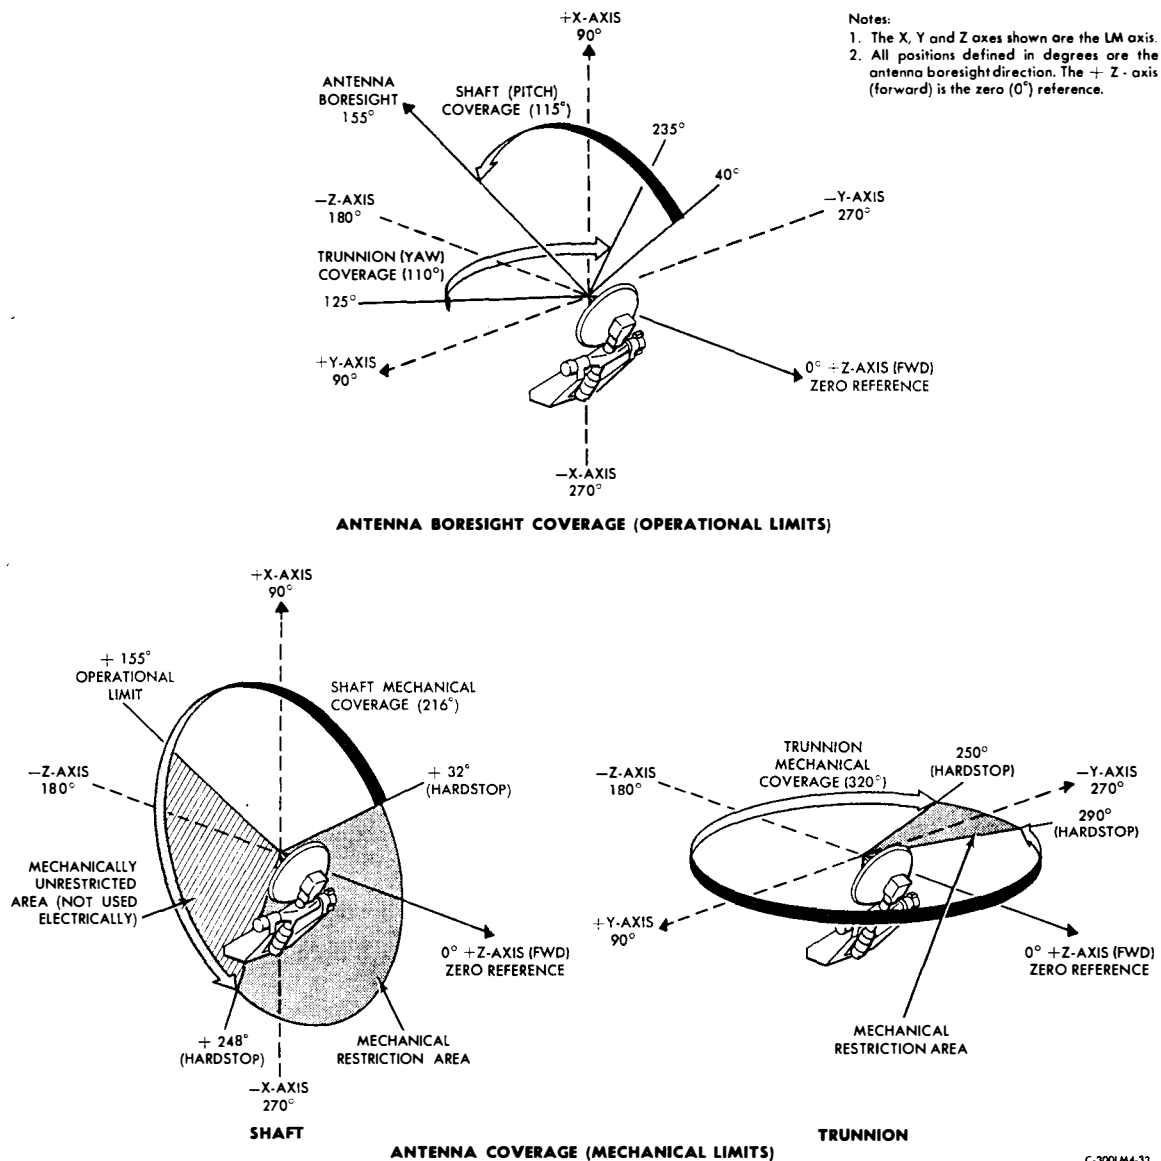 Notes:
1. The X, Y and Z axes shown are the LM axis.
2. All positions defined in degrees are the
antenna boresight direction. The + Z - axis
(forward) is the zero (0°) reference.
+X-AXIS
90°
ANTENNA
BORESIGHT
155°
SHAFT (PITCH)
COVERAGE (115°)
235°
40°
—Z-AXIS
180°
—Y-AXIS
270°
TRUNNION (YAW)
COVERAGE (110°)
125°
+Y-AXIS
90°
0° +Z-AXIS (FWD)
ZERO REFERENCE
—X-AXIS
270°
ANTENNA BORESIGHT COVERAGE (OPERATIONAL LIMITS)
+X-AXIS
90°
+ 155°
OPERATIONAL
LIMIT
SHAFT MECHANICAL
COVERAGE (216°)
—Z-AXIS
180°
+ 32°
(HARDSTOP)
MECHANICALLY
UNRESTRICTED
AREA (NOT USED
ELECTRICALLY)
0° +Z-AXIS (FWD)
ZERO REFERENCE
+ 248°
(HARDSTOP)
MECHANICAL
RESTRICTION AREA
—X-AXIS
270°
SHAFT
TRUNNION
MECHANICAL
COVERAGE (320°)
250°
(HARDSTOP)
—Z-AXIS
180°
—Y-AXIS
270°
290°
(HARDSTOP)
+Y-AXIS
90°
0° +Z-AXIS (FWD)
ZERO REFERENCE
MECHANICAL
RESTRICTION AREA
TRUNNION
ANTENNA COVERAGE (MECHANICAL LIMITS)
C-300LM4-32